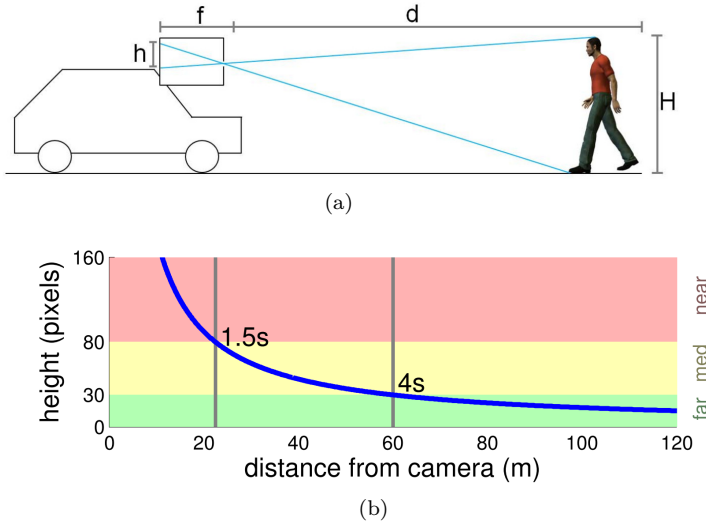 f
d
h
H
(a)
160
80
30
0
height (pixels)
1.5s
4s
near
med
far
0 20 40 60 80 100 120
distance from camera (m)
(b)